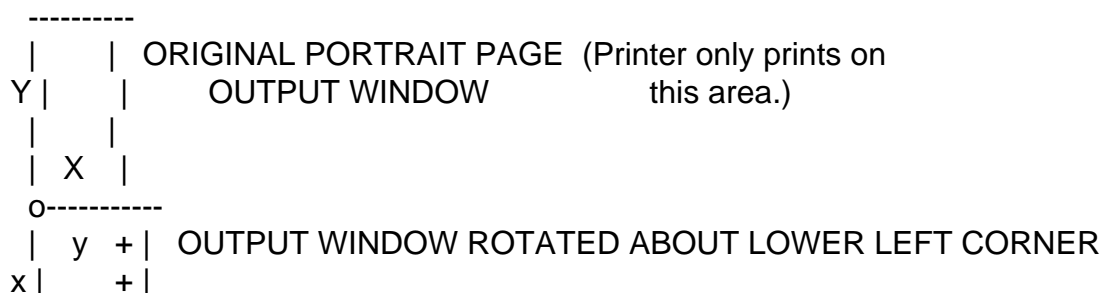 ----------
|        | ORIGINAL PORTRAIT PAGE (Printer only prints on
Y |        |        OUTPUT WINDOW                this area.)
|        |
|   X   |
o-----------
|    y  + |   OUTPUT WINDOW ROTATED ABOUT LOWER LEFT CORNER
x |        + |